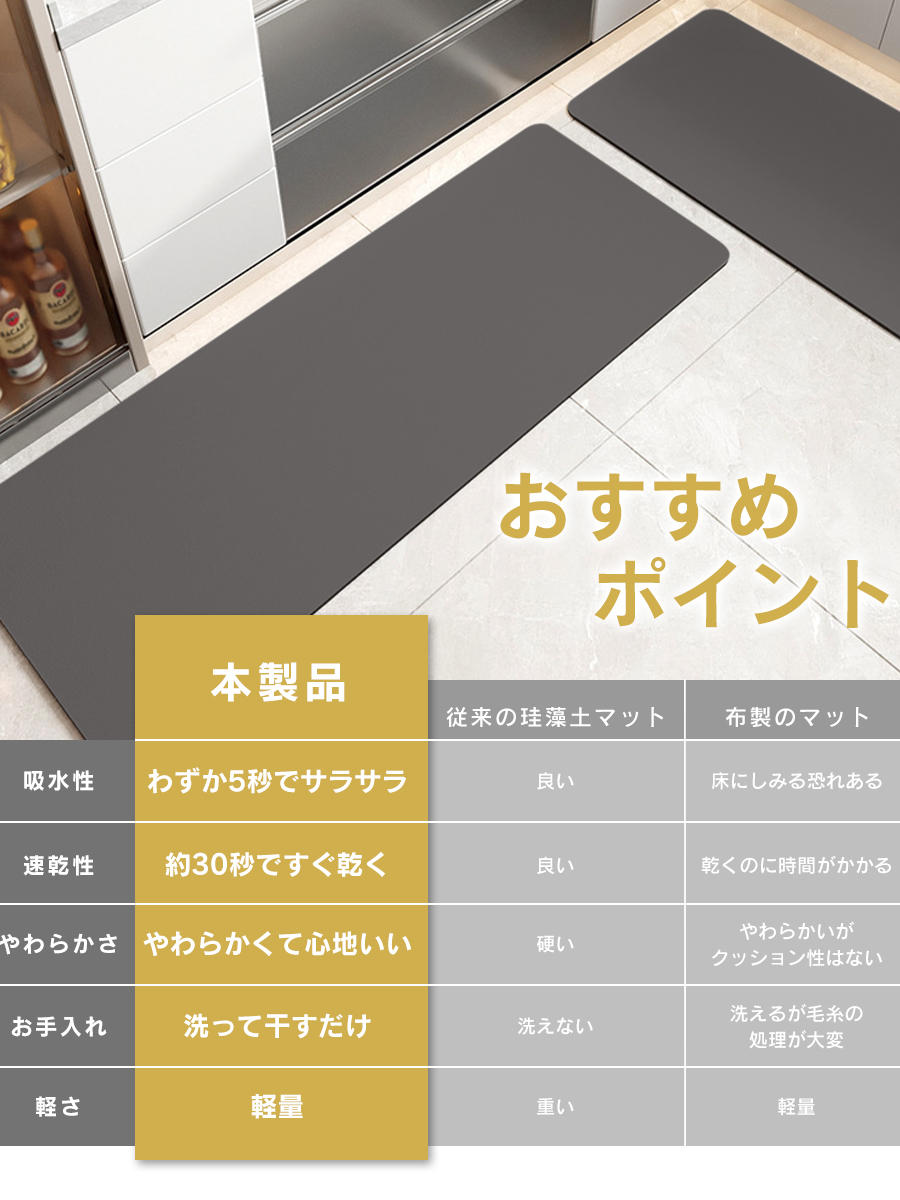 BACARDI
おすすめ
ポイント
本製品
従来の珪藻土マット
布製のマット
吸水性
わずか5秒でサラサラ
良い
床にしみる恐れある
速乾性
約30秒ですぐ乾く
良い
乾くのに時間がかかる
やわらかさ
やわらかくて心地いい
硬い
やわらかいが
クッション性はない
お手入れ
洗って干すだけ
洗えない
洗えるが毛糸の
処理が大変
軽さ
軽量
重い
軽量